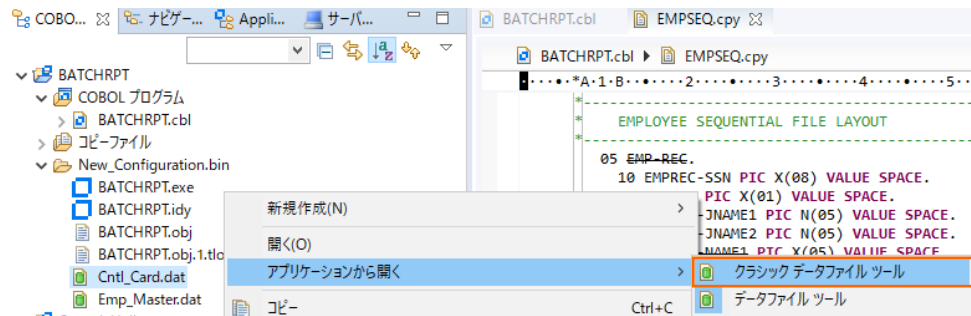 COBO... ナビゲー... Appli... サーバ...
BATCHRPT
COBOL プログラム
BATCHRPT.cbl
コピーファイル
New_Configuration.bin
BATCHRPT.exe
BATCHRPT.idy
BATCHRPT.obj
BATCHRPT.obj.1.tlo
Cntl_Card.dat
Emp_Master.dat
BATCHRPT.cbl EMPSEQ.cpy
BATCHRPT.cbl EMPSEQ.cpy
*A·1·B··•····2····•····3····•····4····•····5··
*--------------------------------------------
* EMPLOYEE SEQUENTIAL FILE LAYOUT
*--------------------------------------------
05 EMP-REC.
10 EMPREC-SSN PIC X(08) VALUE SPACE.
PIC X(01) VALUE SPACE.
-JNAME1 PIC N(05) VALUE SPACE.
-JNAME2 PIC N(05) VALUE SPACE.
-NAME1 PIC X(05) VALUE SPACE
新規作成(N)
開く(O)
アプリケーションから開く
コピー Ctrl+C
クラシック データファイル ツール
データファイル ツール